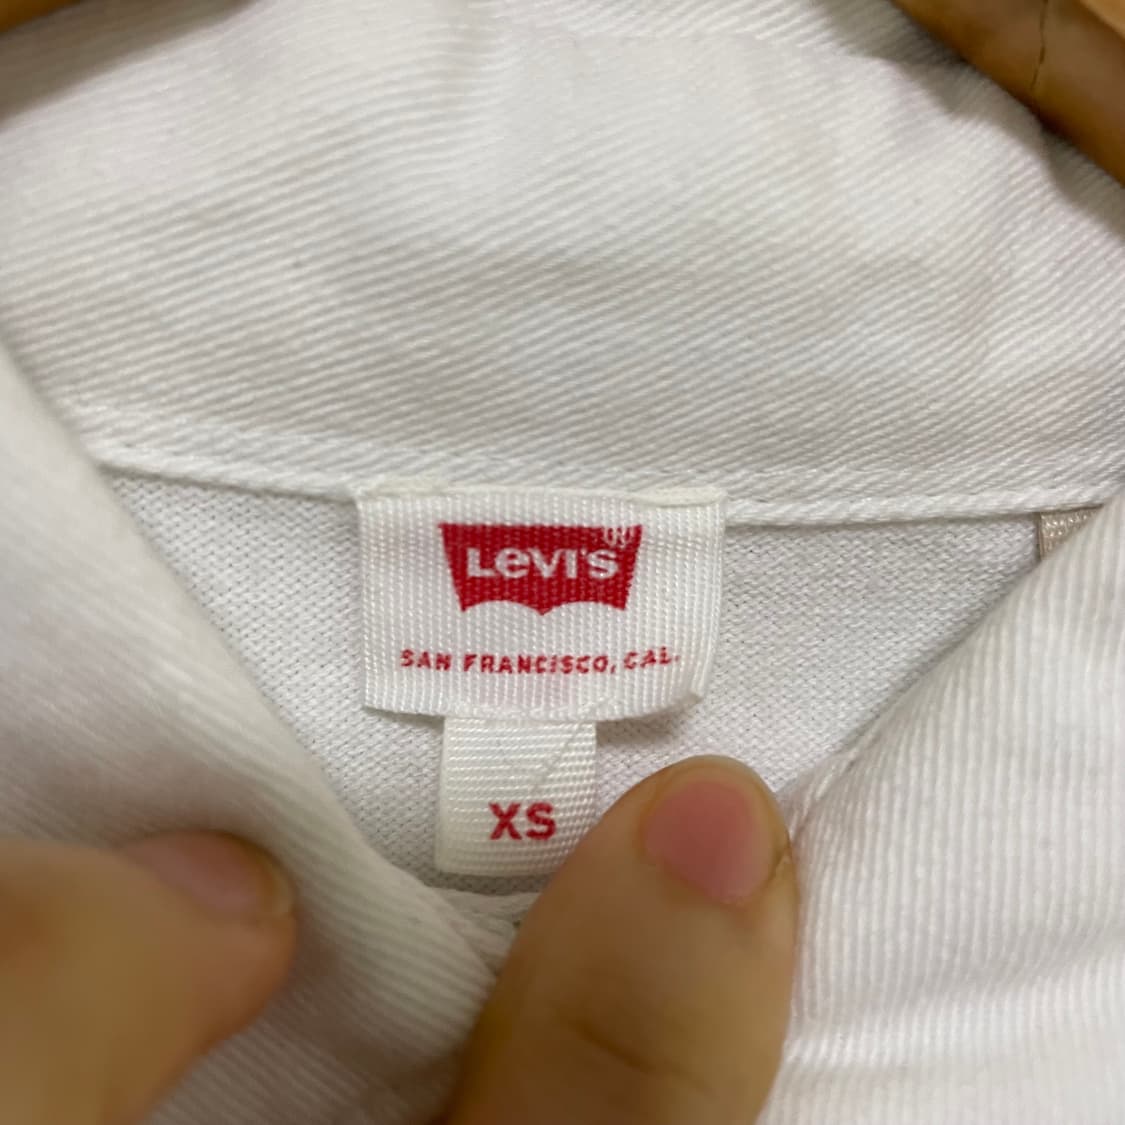 Levi's
SAN FRANCISCO, CAL.
XS